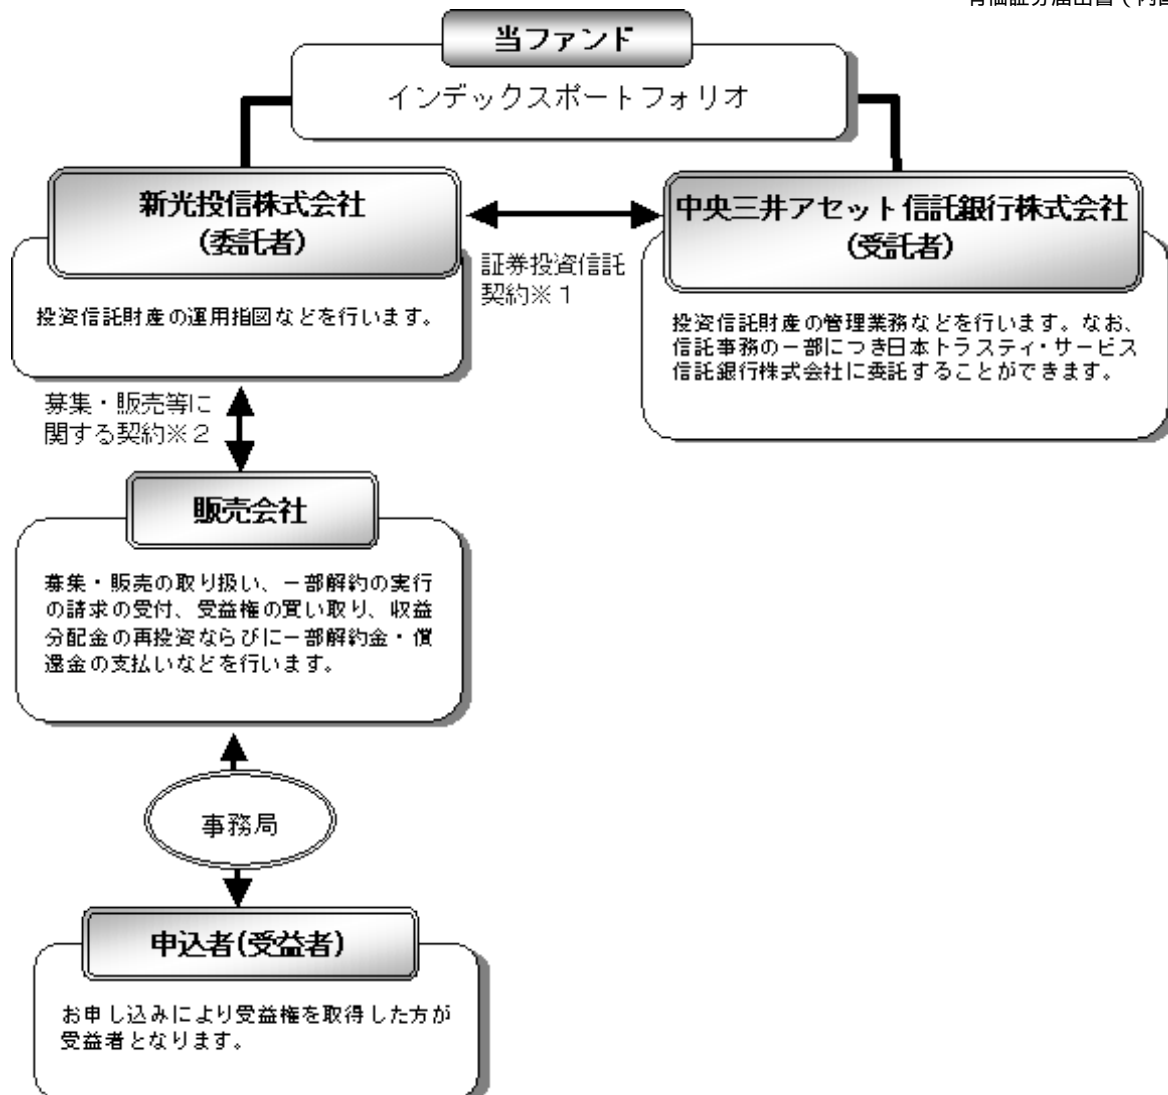 当ファンド
インデックスポートフォリオ
新光投信株式会社
(委託者)
投資信託財産の運用指図などを行います。
証券投資信託
契約※1
中央三井アセット信託銀行株式会社
(受託者)
投資信託財産の管理業務などを行います。なお、
信託事務の一部につき日本トラスティ・サービス
信託銀行株式会社に委託することができます。
募集・販売等に
関する契約※2
販売会社
募集・販売の取り扱い、一部解約の実行
の請求の受付、受益権の買い取り、収益
分配金の再投資ならびに一部解約金・償
還金の支払いなどを行います。
事務局
申込者(受益者)
お申し込みにより受益権を取得した方が
受益者となります。